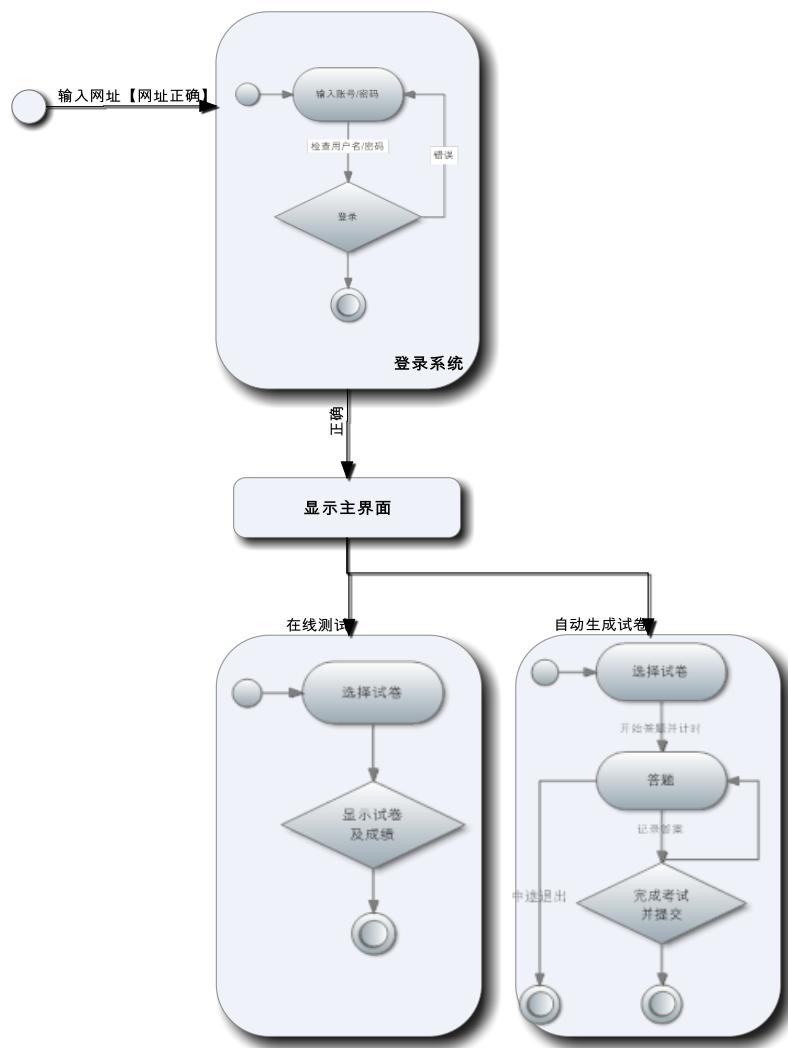 输入网址【网址正确】
输入账号/密码
检查用户名/密码
错误
登录
登录系统
正确
显示主界面
在线测试
自动生成试卷
选择试卷
选择试卷
开始答题并计时
显示试卷
及成绩
答题
记录答案
中途退出
完成考试
并提交